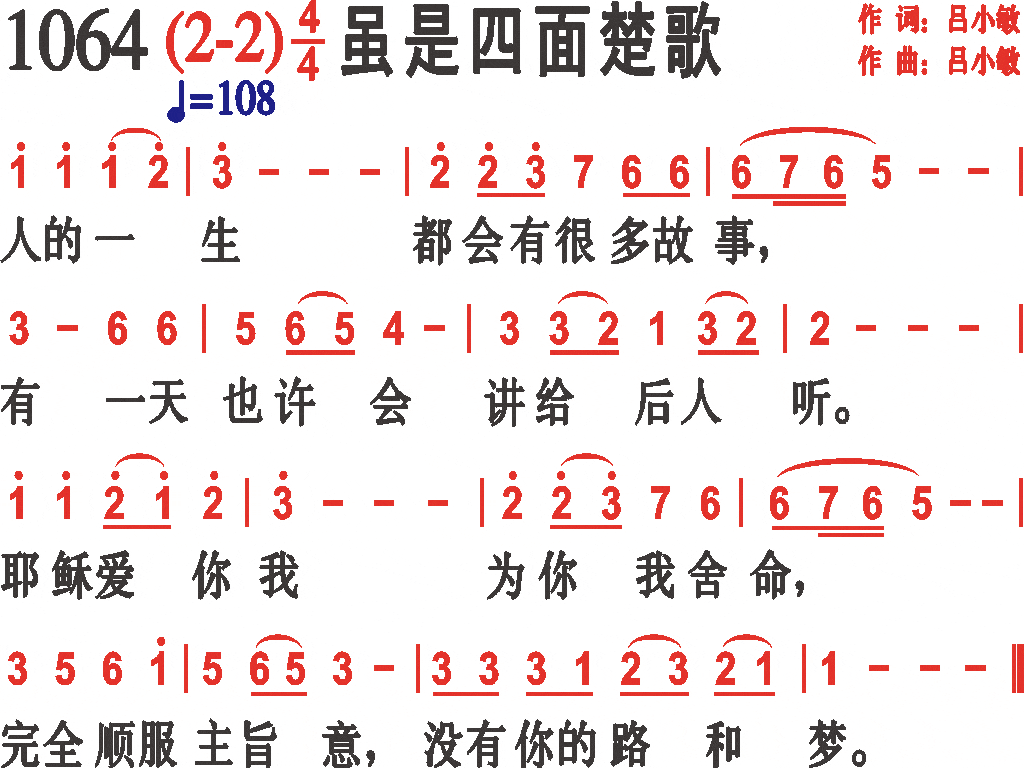 1064 (2-2) 4/4 虽是四面楚歌 作 词：吕小敏
♩=108 作 曲：吕小敏
1̇ 1̇ 1̇ 2̇ | 3̇ - - - | 2̇ 2̇ 3̇ 7 6 6 | 6 7 6 5 - - |
人的一 生 都会有很多故 事，
3 - 6 6 | 5 6 5 4 - | 3 3 2 1 3 2 | 2 - - - |
有 一天 也许 会 讲给 后人 听。
1̇ 1̇ 2̇ 1̇ 2̇ | 3̇ - - - | 2̇ 2̇ 3̇ 7 6 | 6 7 6 5 - - |
耶稣爱 你 我 为你 我舍 命，
3 5 6 1̇ | 5 6 5 3 - | 3 3 3 1 2 3 2 1 | 1 - - - ‖
完全顺服 主旨 意， 没有你的路 和 梦。